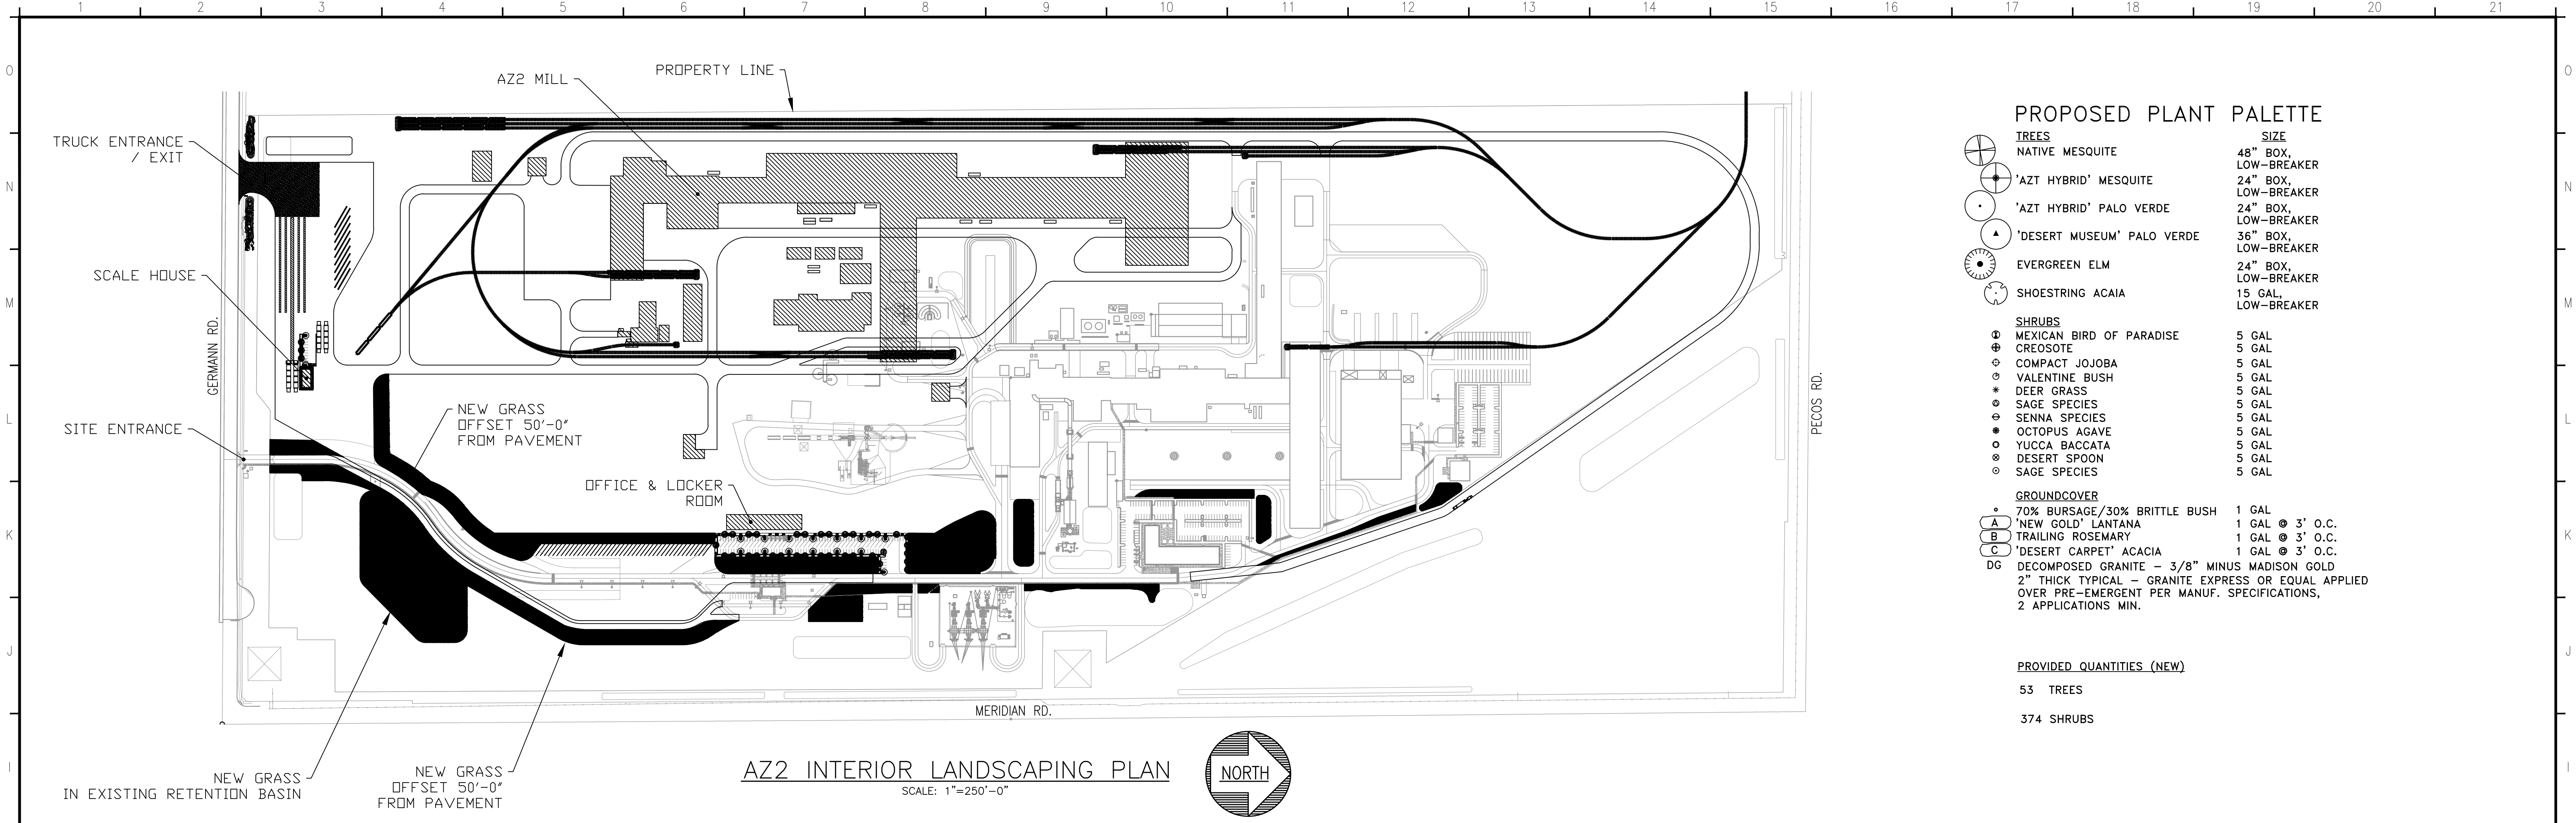 1 2 3 4 5 6 7 8 9 10 11 12 13 14 15 16 17 18 19 20 21
O O
N N
M M
L L
K K
J J
I I
PROPERTY LINE
AZ2 MILL
TRUCK ENTRANCE
/ EXIT
SCALE HOUSE
GERMANN RD.
SITE ENTRANCE
NEW GRASS
OFFSET 50'-0"
FROM PAVEMENT
OFFICE & LOCKER
ROOM
PECOS RD.
MERIDIAN RD.
NEW GRASS
IN EXISTING RETENTION BASIN
NEW GRASS
OFFSET 50'-0"
FROM PAVEMENT
AZ2 INTERIOR LANDSCAPING PLAN
SCALE: 1"=250'-0"
NORTH
PROPOSED PLANT PALETTE
TREES SIZE
NATIVE MESQUITE 48" BOX,
LOW-BREAKER
'AZT HYBRID' MESQUITE 24" BOX,
LOW-BREAKER
'AZT HYBRID' PALO VERDE 24" BOX,
LOW-BREAKER
'DESERT MUSEUM' PALO VERDE 36" BOX,
LOW-BREAKER
EVERGREEN ELM 24" BOX,
LOW-BREAKER
SHOESTRING ACAIA 15 GAL,
LOW-BREAKER
SHRUBS
MEXICAN BIRD OF PARADISE 5 GAL
CREOSOTE 5 GAL
COMPACT JOJOBA 5 GAL
VALENTINE BUSH 5 GAL
DEER GRASS 5 GAL
SAGE SPECIES 5 GAL
SENNA SPECIES 5 GAL
OCTOPUS AGAVE 5 GAL
YUCCA BACCATA 5 GAL
DESERT SPOON 5 GAL
SAGE SPECIES 5 GAL
GROUNDCOVER
70% BURSAGE/30% BRITTLE BUSH 1 GAL
A 'NEW GOLD' LANTANA 1 GAL @ 3' O.C.
B TRAILING ROSEMARY 1 GAL @ 3' O.C.
C 'DESERT CARPET' ACACIA 1 GAL @ 3' O.C.
DG DECOMPOSED GRANITE - 3/8" MINUS MADISON GOLD
2" THICK TYPICAL - GRANITE EXPRESS OR EQUAL APPLIED
OVER PRE-EMERGENT PER MANUF. SPECIFICATIONS,
2 APPLICATIONS MIN.
PROVIDED QUANTITIES (NEW)
53 TREES
374 SHRUBS